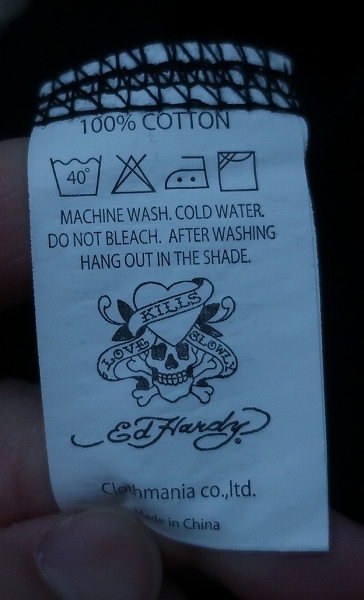 100% COTTON
40°
MACHINE WASH. COLD WATER.
DO NOT BLEACH. AFTER WASHING
HANG OUT IN THE SHADE.
KILLS
LOVE SLOWLY
Ed Hardy®
Clothmania co.,ltd.
Made in China